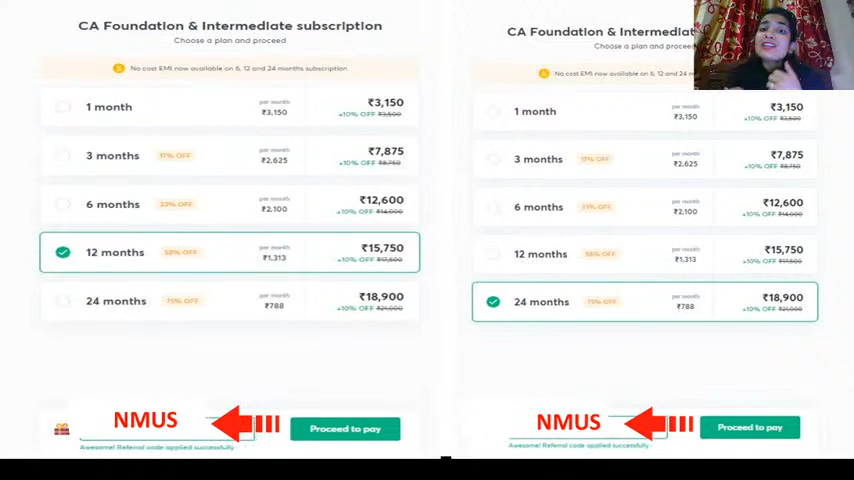 CA Foundation & Intermediate subscription
Choose a plan and proceed
No cost EMI now available on 6, 12 and 24 months subscription
1 month
per month
₹3,150
₹3,150
+10% OFF ₹3,500
3 months
17% OFF
per month
₹2,625
₹7,875
+10% OFF ₹8,750
6 months
33% OFF
per month
₹2,100
₹12,600
+10% OFF ₹14,000
12 months
58% OFF
per month
₹1,313
₹15,750
+10% OFF ₹17,500
24 months
75% OFF
per month
₹788
₹18,900
+10% OFF ₹21,000
NMUS
Proceed to pay
Awesome! Referral code applied successfully.
CA Foundation & Intermediat
Choose a plan and proceed
No cost EMI now available on 6, 12 and 24 m
1 month
per month
₹3,150
₹3,150
+10% OFF ₹3,500
3 months
17% OFF
per month
₹2,625
₹7,875
+10% OFF ₹8,750
6 months
33% OFF
per month
₹2,100
₹12,600
+10% OFF ₹14,000
12 months
OFF
per month
₹1,313
₹15,750
+10% OFF ₹17,500
24 months
75% OFF
per month
₹788
₹18,900
+10% OFF ₹21,000
NMUS
Proceed to pay
Awesome! Referral code applied successfully.